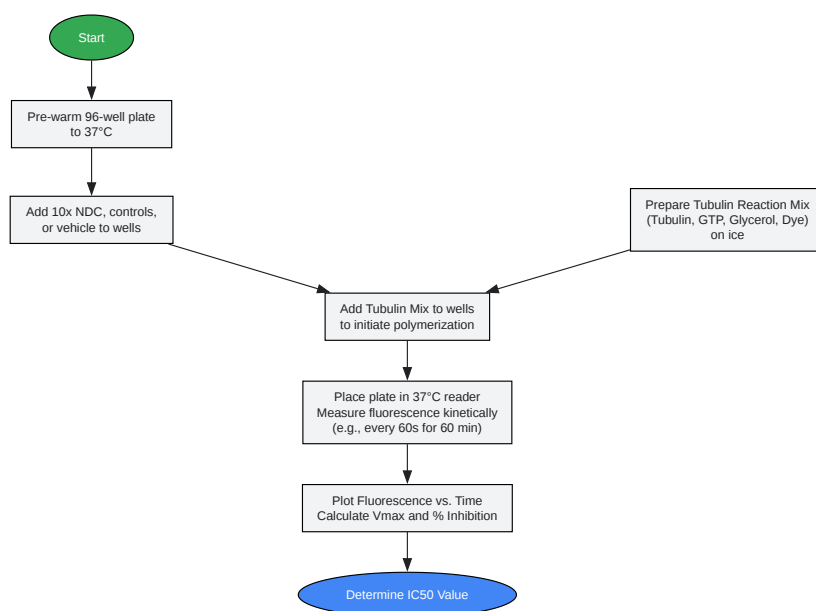 Start
Pre-warm 96-well plate
to 37°C
Add 10x NDC, controls,
or vehicle to wells
Prepare Tubulin Reaction Mix
(Tubulin, GTP, Glycerol, Dye)
on ice
Add Tubulin Mix to wells
to initiate polymerization
Place plate in 37°C reader
Measure fluorescence kinetically
(e.g., every 60s for 60 min)
Plot Fluorescence vs. Time
Calculate Vmax and % Inhibition
Determine IC50 Value